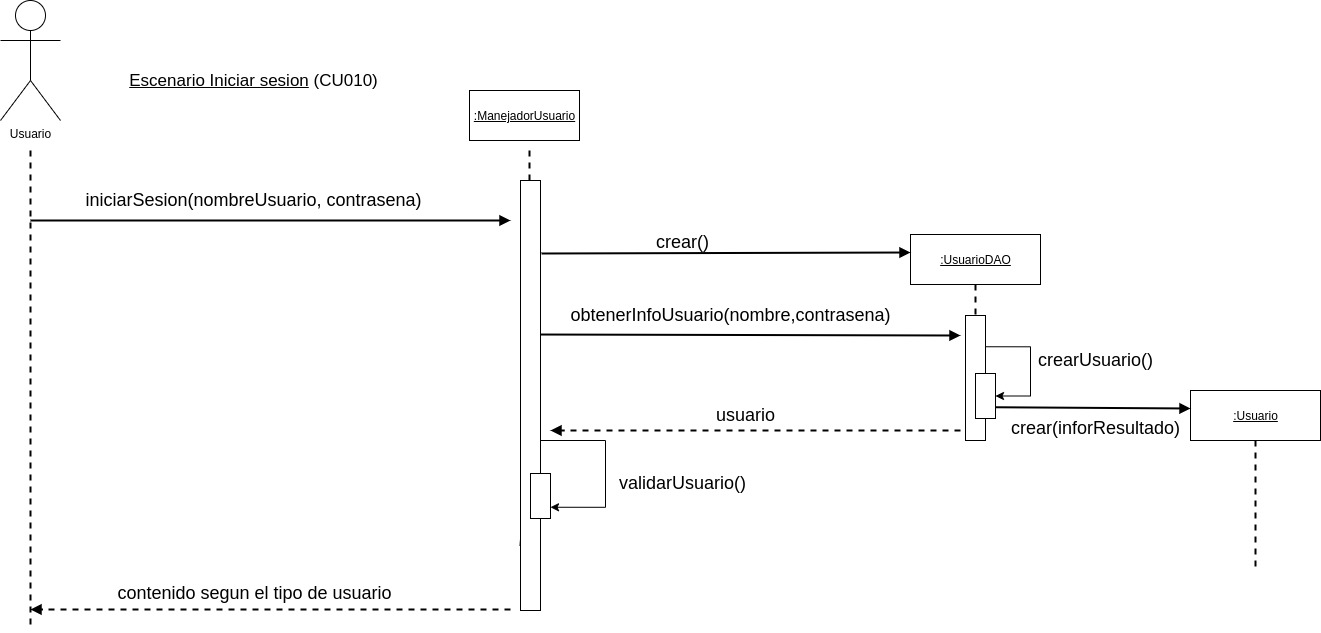 Escenario Iniciar sesion (CU010)
:ManejadorUsuario
Usuario
iniciarSesion(nombreUsuario, contrasena)
crear()
:UsuarioDAO
obtenerInfoUsuario(nombre,contrasena)
crearUsuario()
usuario
:Usuario
crear(inforResultado)
validarUsuario()
contenido segun el tipo de usuario